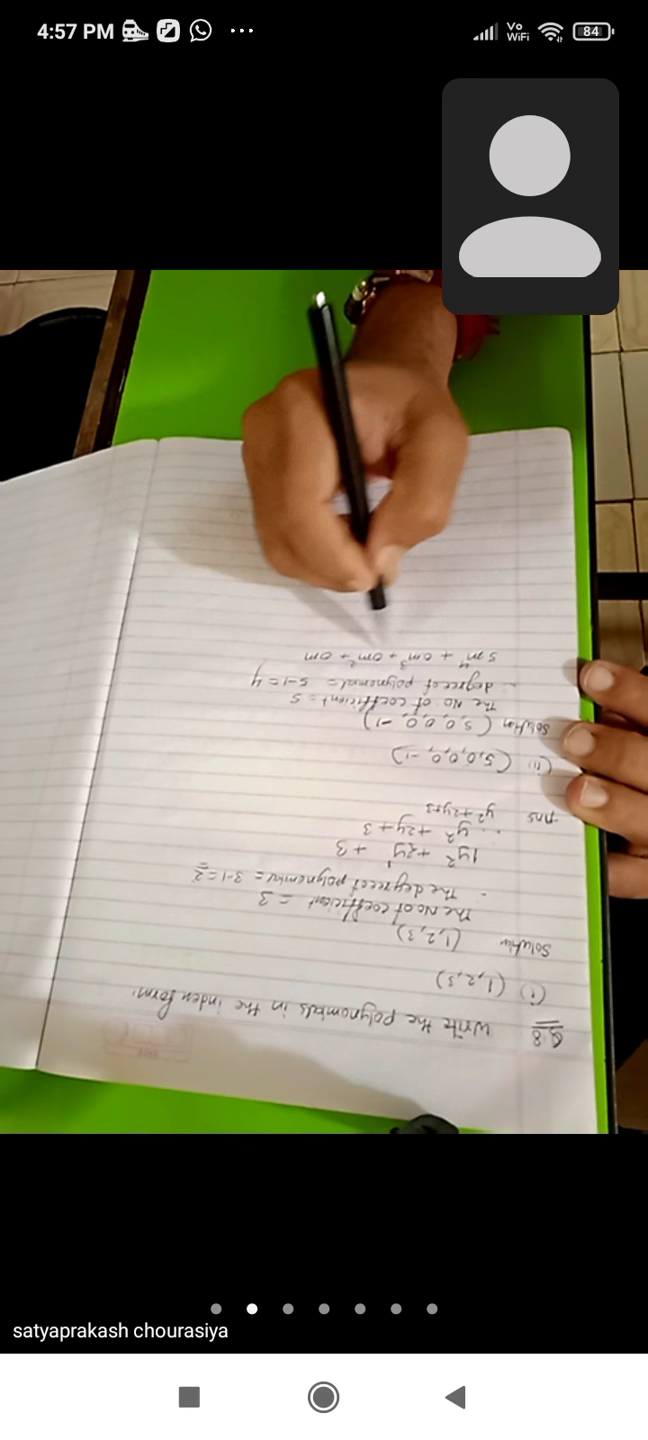 4:57 PM
Vo
WiFi
84
Q.8 Write the polynomials in the index form.
(i) (1,2,3)
Solution (1,2,3)
The No of coefficient = 3
∴ The degree of polynomial = 3-1=2
1y² + 2y¹ + 3
∴ y² + 2y + 3
Ans y²+2y+3
(ii) (5,0,0,0,-1)
Solution (5,0,0,0,-1)
The No of coefficient = 5
∴ degree of polynomial = 5-1=4
5m⁴ + 0m³ + 0m² + 0m
satyaprakash chourasiya